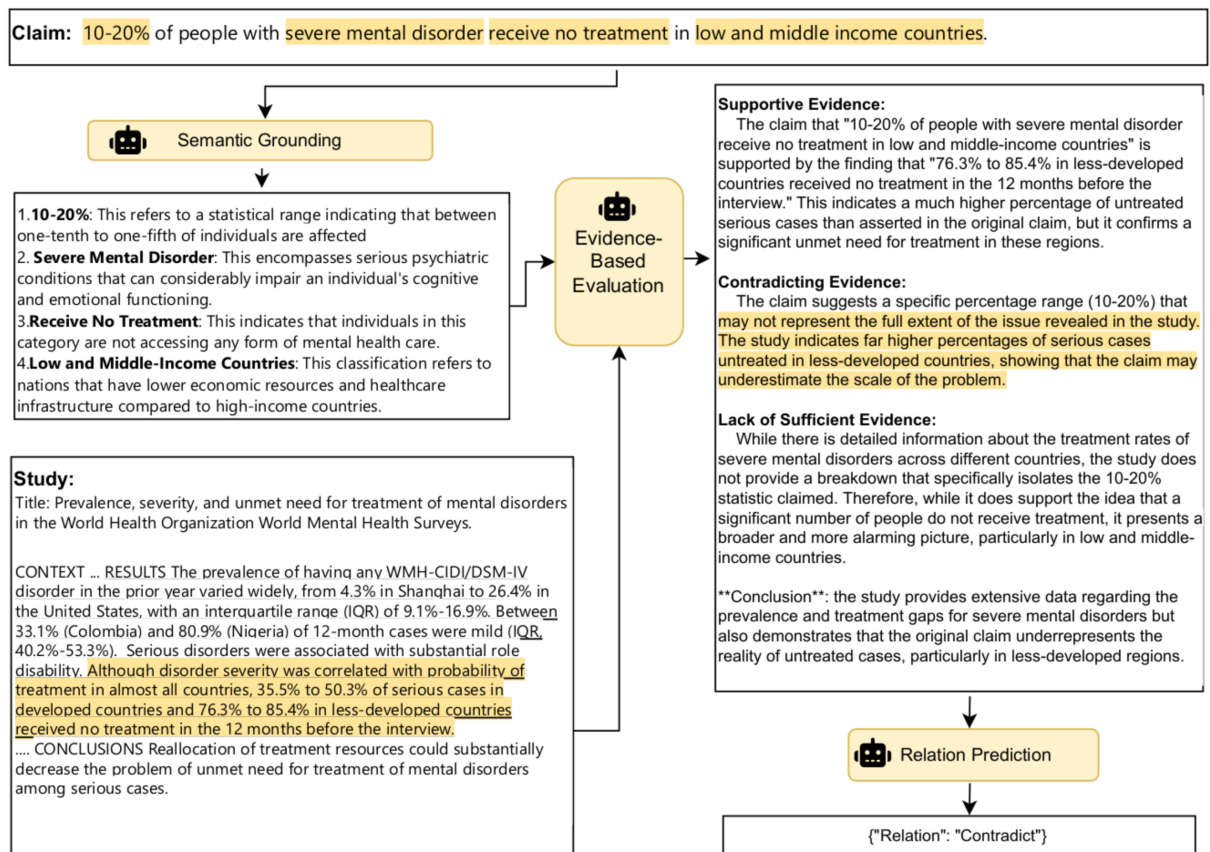 Claim: 10-20% of people with severe mental disorder receive no treatment in low and middle income countries.
Semantic Grounding
1.10-20%: This refers to a statistical range indicating that between
one-tenth to one-fifth of individuals are affected
2. Severe Mental Disorder: This encompasses serious psychiatric
conditions that can considerably impair an individual's cognitive
and emotional functioning.
3.Receive No Treatment: This indicates that individuals in this
category are not accessing any form of mental health care.
4.Low and Middle-Income Countries: This classification refers to
nations that have lower economic resources and healthcare
infrastructure compared to high-income countries.
Study:
Title: Prevalence, severity, and unmet need for treatment of mental disorders
in the World Health Organization World Mental Health Surveys.
CONTEXT ... RESULTS The prevalence of having any WMH-CIDI/DSM-IV
disorder in the prior year varied widely, from 4.3% in Shanghai to 26.4% in
the United States, with an interquartile range (IQR) of 9.1%-16.9%. Between
33.1% (Colombia) and 80.9% (Nigeria) of 12-month cases were mild (IQR,
40.2%-53.3%). Serious disorders were associated with substantial role
disability. Although disorder severity was correlated with probability of
treatment in almost all countries, 35.5% to 50.3% of serious cases in
developed countries and 76.3% to 85.4% in less-developed countries
received no treatment in the 12 months before the interview.
.... CONCLUSIONS Reallocation of treatment resources could substantially
decrease the problem of unmet need for treatment of mental disorders
among serious cases.
Evidence-
Based
Evaluation
Supportive Evidence:
The claim that "10-20% of people with severe mental disorder
receive no treatment in low and middle-income countries" is
supported by the finding that "76.3% to 85.4% in less-developed
countries received no treatment in the 12 months before the
interview." This indicates a much higher percentage of untreated
serious cases than asserted in the original claim, but it confirms a
significant unmet need for treatment in these regions.
Contradicting Evidence:
The claim suggests a specific percentage range (10-20%) that
may not represent the full extent of the issue revealed in the study.
The study indicates far higher percentages of serious cases
untreated in less-developed countries, showing that the claim may
underestimate the scale of the problem.
Lack of Sufficient Evidence:
While there is detailed information about the treatment rates of
severe mental disorders across different countries, the study does
not provide a breakdown that specifically isolates the 10-20%
statistic claimed. Therefore, while it does support the idea that a
significant number of people do not receive treatment, it presents a
broader and more alarming picture, particularly in low and middle-
income countries.
**Conclusion**: the study provides extensive data regarding the
prevalence and treatment gaps for severe mental disorders but
also demonstrates that the original claim underrepresents the
reality of untreated cases, particularly in less-developed regions.
Relation Prediction
{"Relation": "Contradict"}